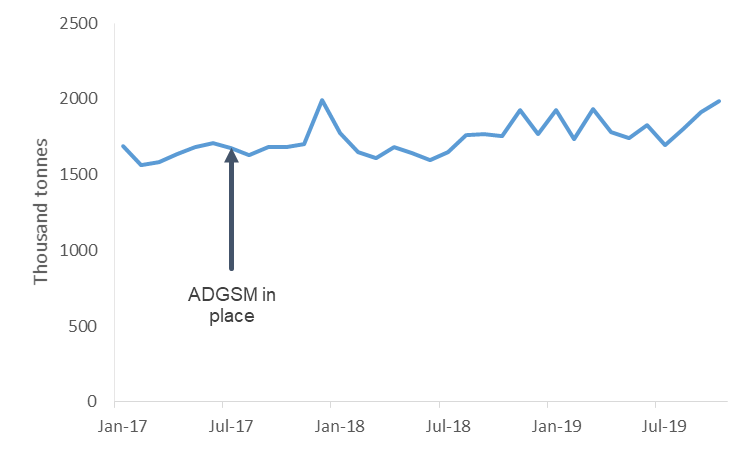 2500
2000
1500
1000
500
0
Thousand tonnes
ADGSM in
place
Jan-17
Jul-17
Jan-18
Jul-18
Jan-19
Jul-19